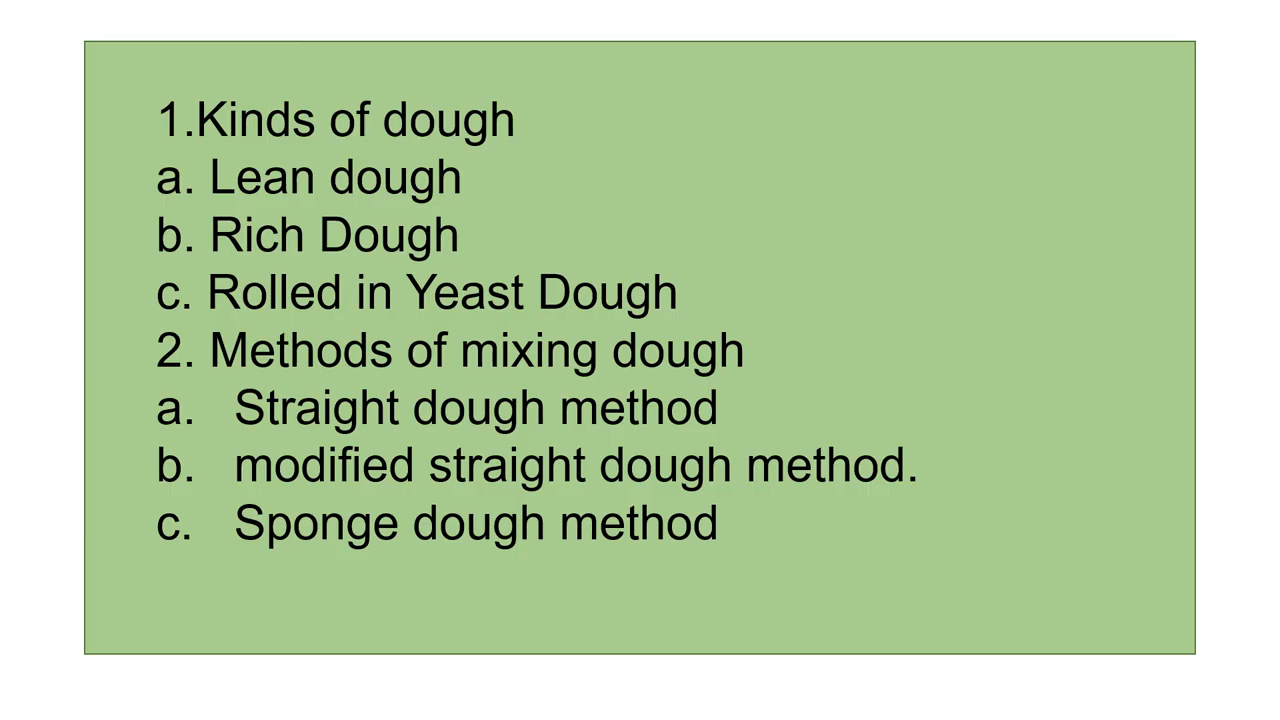 1.Kinds of dough
a. Lean dough
b. Rich Dough
c. Rolled in Yeast Dough
2. Methods of mixing dough
a. Straight dough method
b. modified straight dough method.
c. Sponge dough method